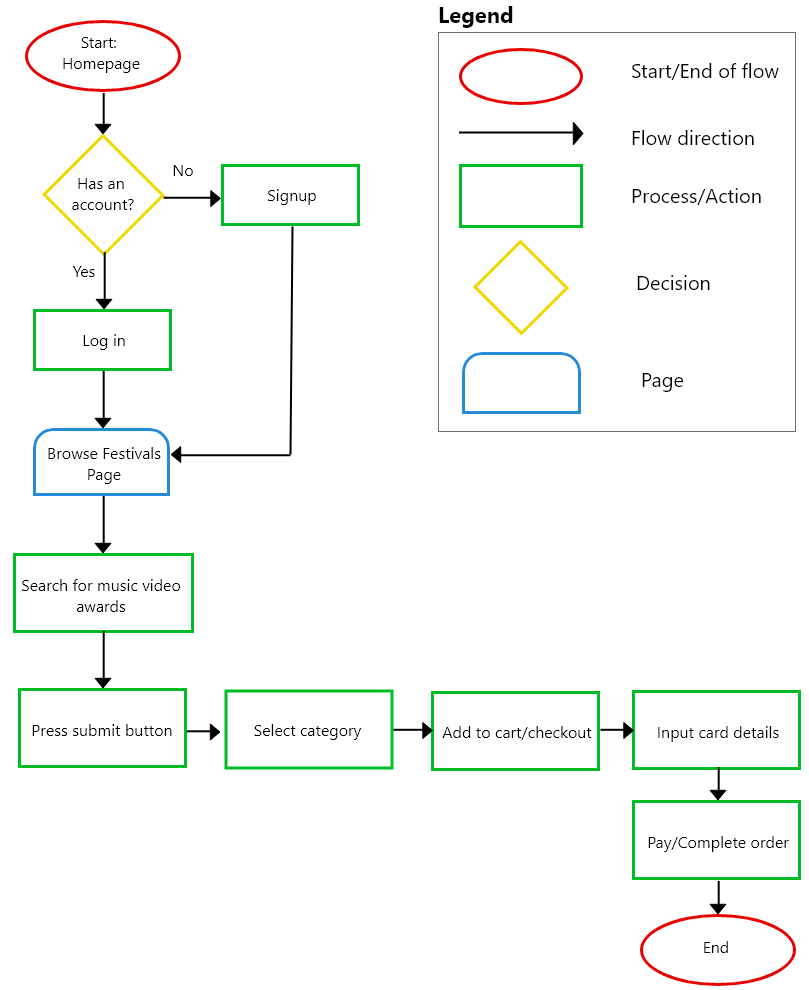 Legend
Start/End of flow
Flow direction
Process/Action
Decision
Page
Start:
Homepage
Has an
account?
No
Signup
Yes
Log in
Browse Festivals
Page
Search for music video
awards
Press submit button
Select category
Add to cart/checkout
Input card details
Pay/Complete order
End